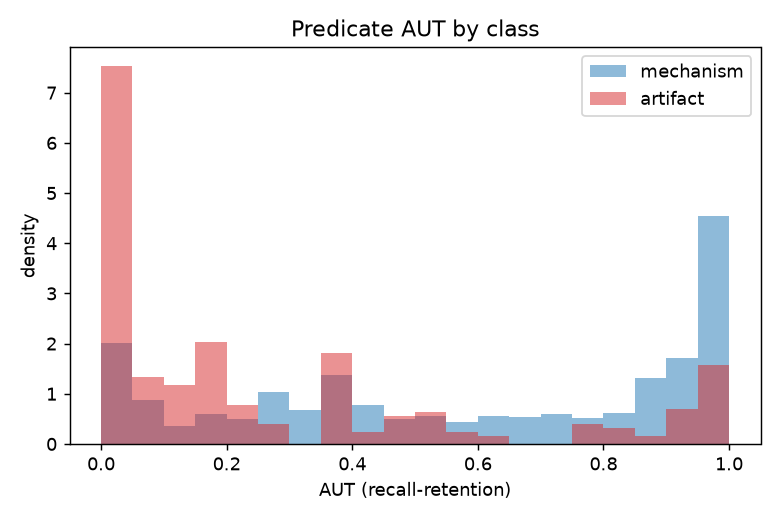 Predicate AUT by class
mechanism
artifact
density
7
6
5
4
3
2
1
0
0.0 0.2 0.4 0.6 0.8 1.0
AUT (recall-retention)